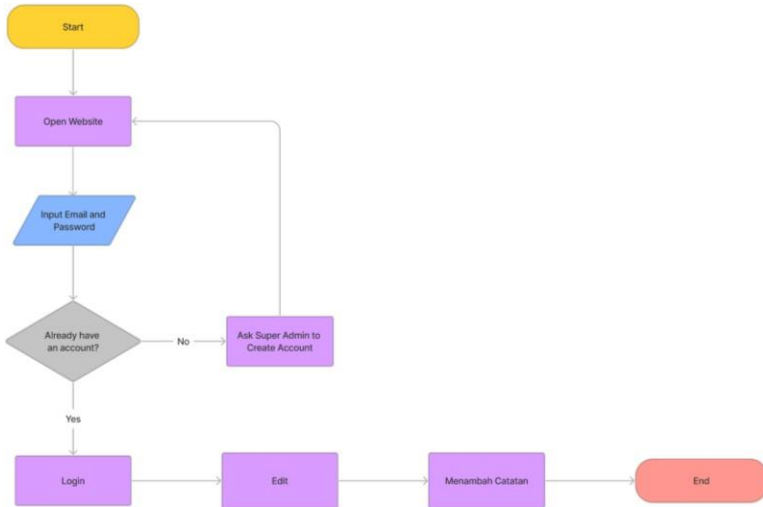 Start
Open Website
Input Email and
Password
Already have
an account?
No
Ask Super Admin to
Create Account
Yes
Login
Edit
Menambah Catatan
End